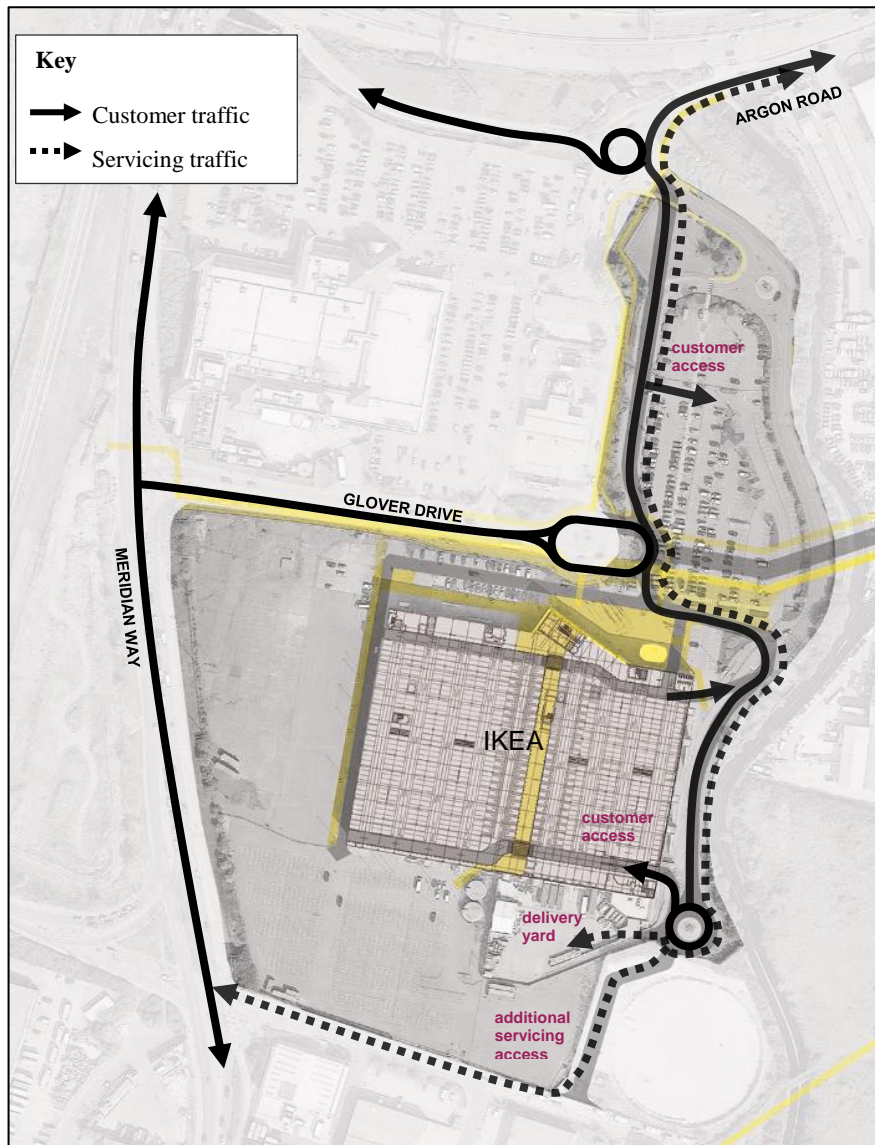 Key
Customer traffic
Servicing traffic
ARGON ROAD
customer
access
GLOVER DRIVE
MERIDIAN WAY
IKEA
customer
access
delivery
yard
additional
servicing
access